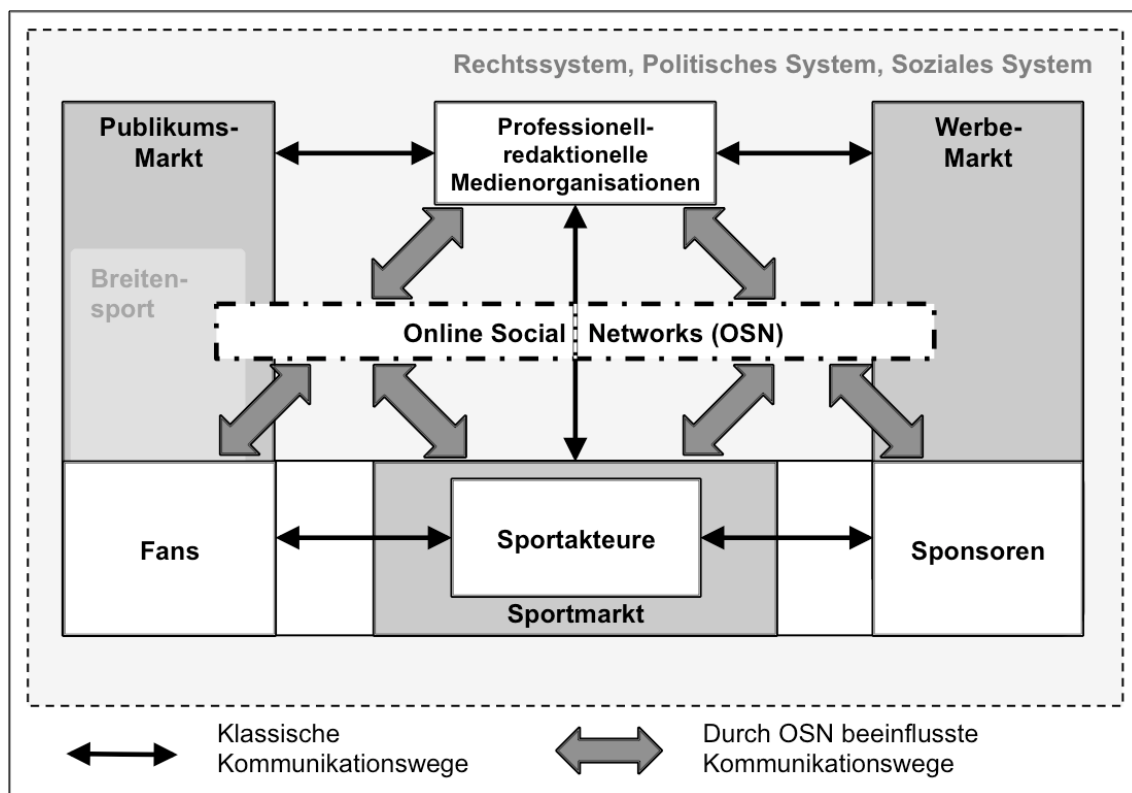 Rechtssystem, Politisches System, Soziales System
Publikums-
Markt
Professionell-
redaktionelle
Medienorganisationen
Werbe-
Markt
Breiten-
sport
Online Social Networks (OSN)
Fans
Sportakteure
Sponsoren
Sportmarkt
Klassische
Kommunikationswege
Durch OSN beeinflusste
Kommunikationswege